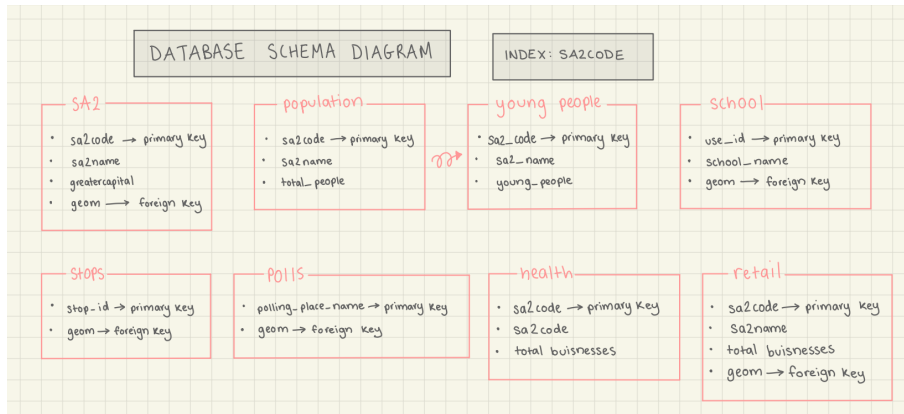 DATABASE SCHEMA DIAGRAM
INDEX: SA2CODE
SA2
• sa2code → primary key
• sa2name
• greatercapital
• geom → foreign key
population
• sa2code → primary key
• sa2name
• total_people
young people
• sa2_code → primary key
• sa2_name
• young_people
school
• use_id → primary key
• school_name
• geom → foreign key
stops
• stop_id → primary key
• geom → foreign key
polls
• polling_place_name → primary key
• geom → foreign key
health
• sa2code → primary key
• sa2code
• total buisnesses
retail
• sa2code → primary key
• sa2name
• total buisnesses
• geom → foreign key